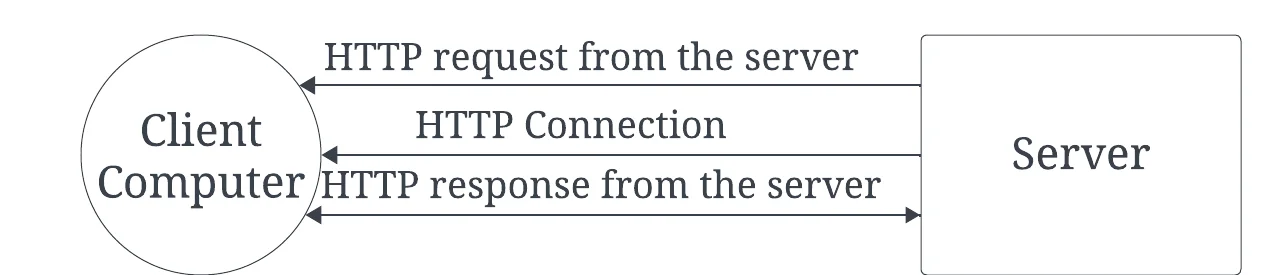 HTTP request from the server
HTTP Connection
HTTP response from the server
Client
Computer
Server